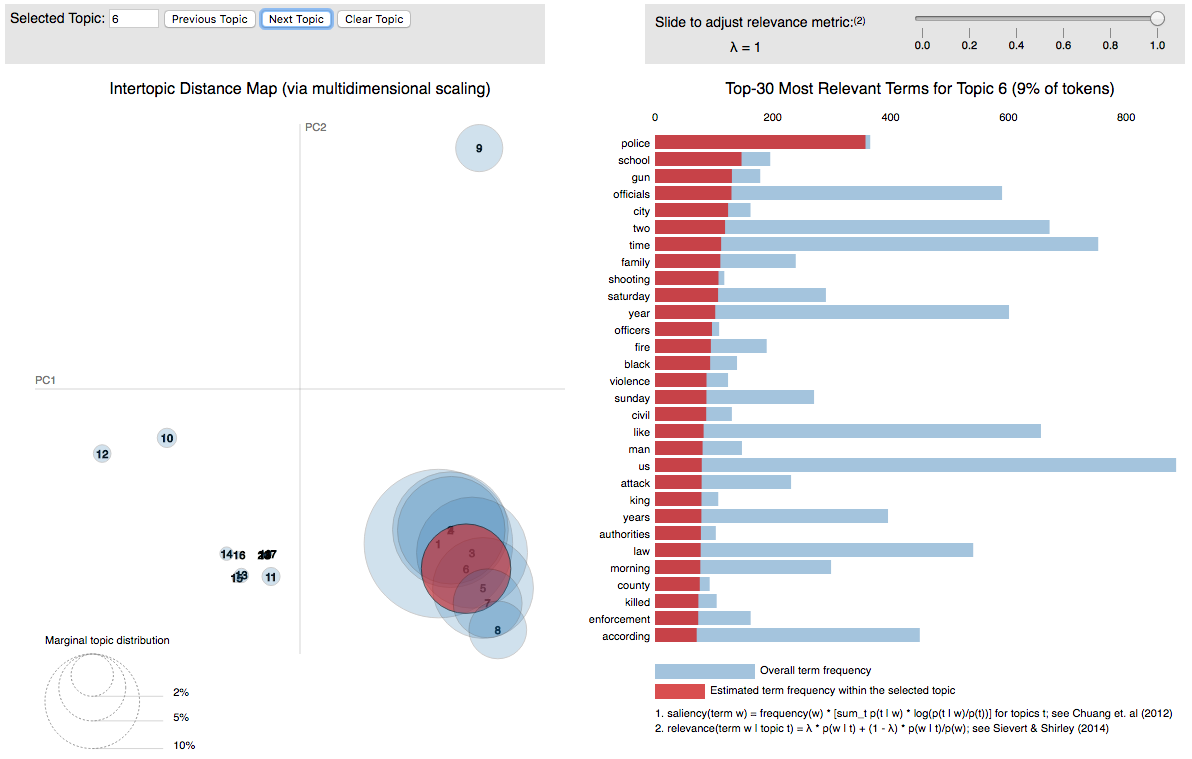 Selected Topic: 6 Previous Topic Next Topic Clear Topic
Slide to adjust relevance metric:(2)
λ = 1
0.0 0.2 0.4 0.6 0.8 1.0
Intertopic Distance Map (via multidimensional scaling)
PC2
PC1
9
10
12
14
16
17
13
15
11
2
1
3
6
5
7
8
Marginal topic distribution
2%
5%
10%
Top-30 Most Relevant Terms for Topic 6 (9% of tokens)
0 200 400 600 800
police
school
gun
officials
city
two
time
family
shooting
saturday
year
officers
fire
black
violence
sunday
civil
like
man
us
attack
king
years
authorities
law
morning
county
killed
enforcement
according
Overall term frequency
Estimated term frequency within the selected topic
1. saliency(term w) = frequency(w) * [sum_t p(t | w) * log(p(t | w)/p(t))] for topics t; see Chuang et. al (2012)
2. relevance(term w | topic t) = λ * p(w | t) + (1 - λ) * p(w | t)/p(w); see Sievert & Shirley (2014)